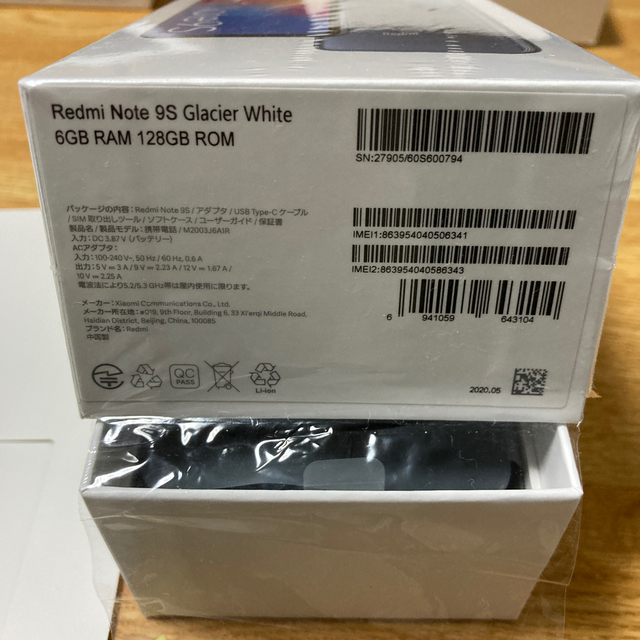 Redmi
Redmi Note 9S Glacier White
6GB RAM 128GB ROM
SN:27905/60S600794
パッケージの内容: Redmi Note 9S / アダプタ / USB Type-C ケーブル
/ SIM 取り出しツール / ソフトケース / ユーザーガイド / 保証書
製品名 / 製品モデル: 携帯電話 / M2003J6A1R
入力: DC 3.87 V (バッテリー)
ACアダプタ:
入力: 100-240 V~, 50 Hz / 60 Hz, 0.6 A
出力: 5 V ⎓ 3 A / 9 V ⎓ 2.23 A / 12 V ⎓ 1.67 A /
10 V ⎓ 2.25 A
電波法により5.2/5.3 GHz帯は屋内使用に限ります。
IMEI1:863954040506341
IMEI2:863954040586343
メーカー: Xiaomi Communications Co., Ltd.
メーカー所在地: #019, 9th Floor, Building 6, 33 Xi'erqi Middle Road,
Haidian District, Beijing, China, 100085
ブランド名: Redmi
中国製
6 941059 643104
QC
PASS
Li-ion
2020.05